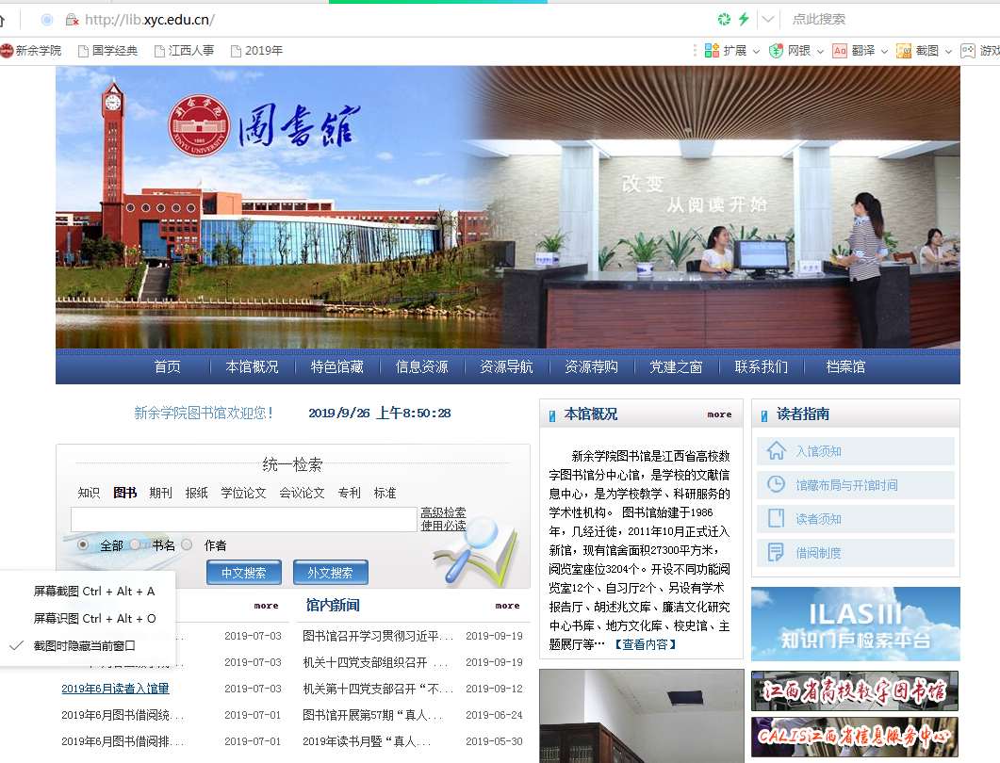 http://lib.xyc.edu.cn/
点此搜索
新余学院 国学经典 江西人事 2019年
扩展 网银 翻译 截图 游戏
新余学院
XINYU UNIVERSITY
圖書館
改变
从阅读开始
首页 本馆概况 特色馆藏 信息资源 资源导航 资源荐购 党建之窗 联系我们 档案馆
新余学院图书馆欢迎您！ 2019/9/26 上午8:50:28
统一检索
知识 图书 期刊 报纸 学位论文 会议论文 专利 标准
高级检索
使用必读
全部 书名 作者
中文搜索 外文搜索
屏幕截图 Ctrl + Alt + A
屏幕识图 Ctrl + Alt + O
截图时隐藏当前窗口
more
2019-07-03
2019-07-03
2019年6月读者入馆量 2019-07-03
2019年6月图书借阅统... 2019-07-01
2019年6月图书借阅排... 2019-07-01
馆内新闻 more
图书馆召开学习贯彻习近平... 2019-09-19
机关十四党支部组织召开 ... 2019-09-19
机关第十四党支部召开“不... 2019-09-12
图书馆开展第57期“真人... 2019-06-24
2019年读书月暨“真人... 2019-05-30
本馆概况 more
新余学院图书馆是江西省高校数
字图书馆分中心馆，是学校的文献信
息中心，是为学校教学、科研服务的
学术性机构。 图书馆始建于1986
年，几经迁徙，2011年10月正式迁入
新馆，现有馆舍面积27300平方米，
阅览室座位3204个。开设不同功能阅
览室12个、自习厅2个、另设有学术
报告厅、胡述兆文库、廉洁文化研究
中心书库、地方文化库、校史馆、主
题展厅等… 【查看内容】
读者指南
入馆须知
馆藏布局与开馆时间
读者须知
借阅制度
ILASIII
知识门户检索平台
江西省高校数字图书馆
CALIS江西省信息服务中心